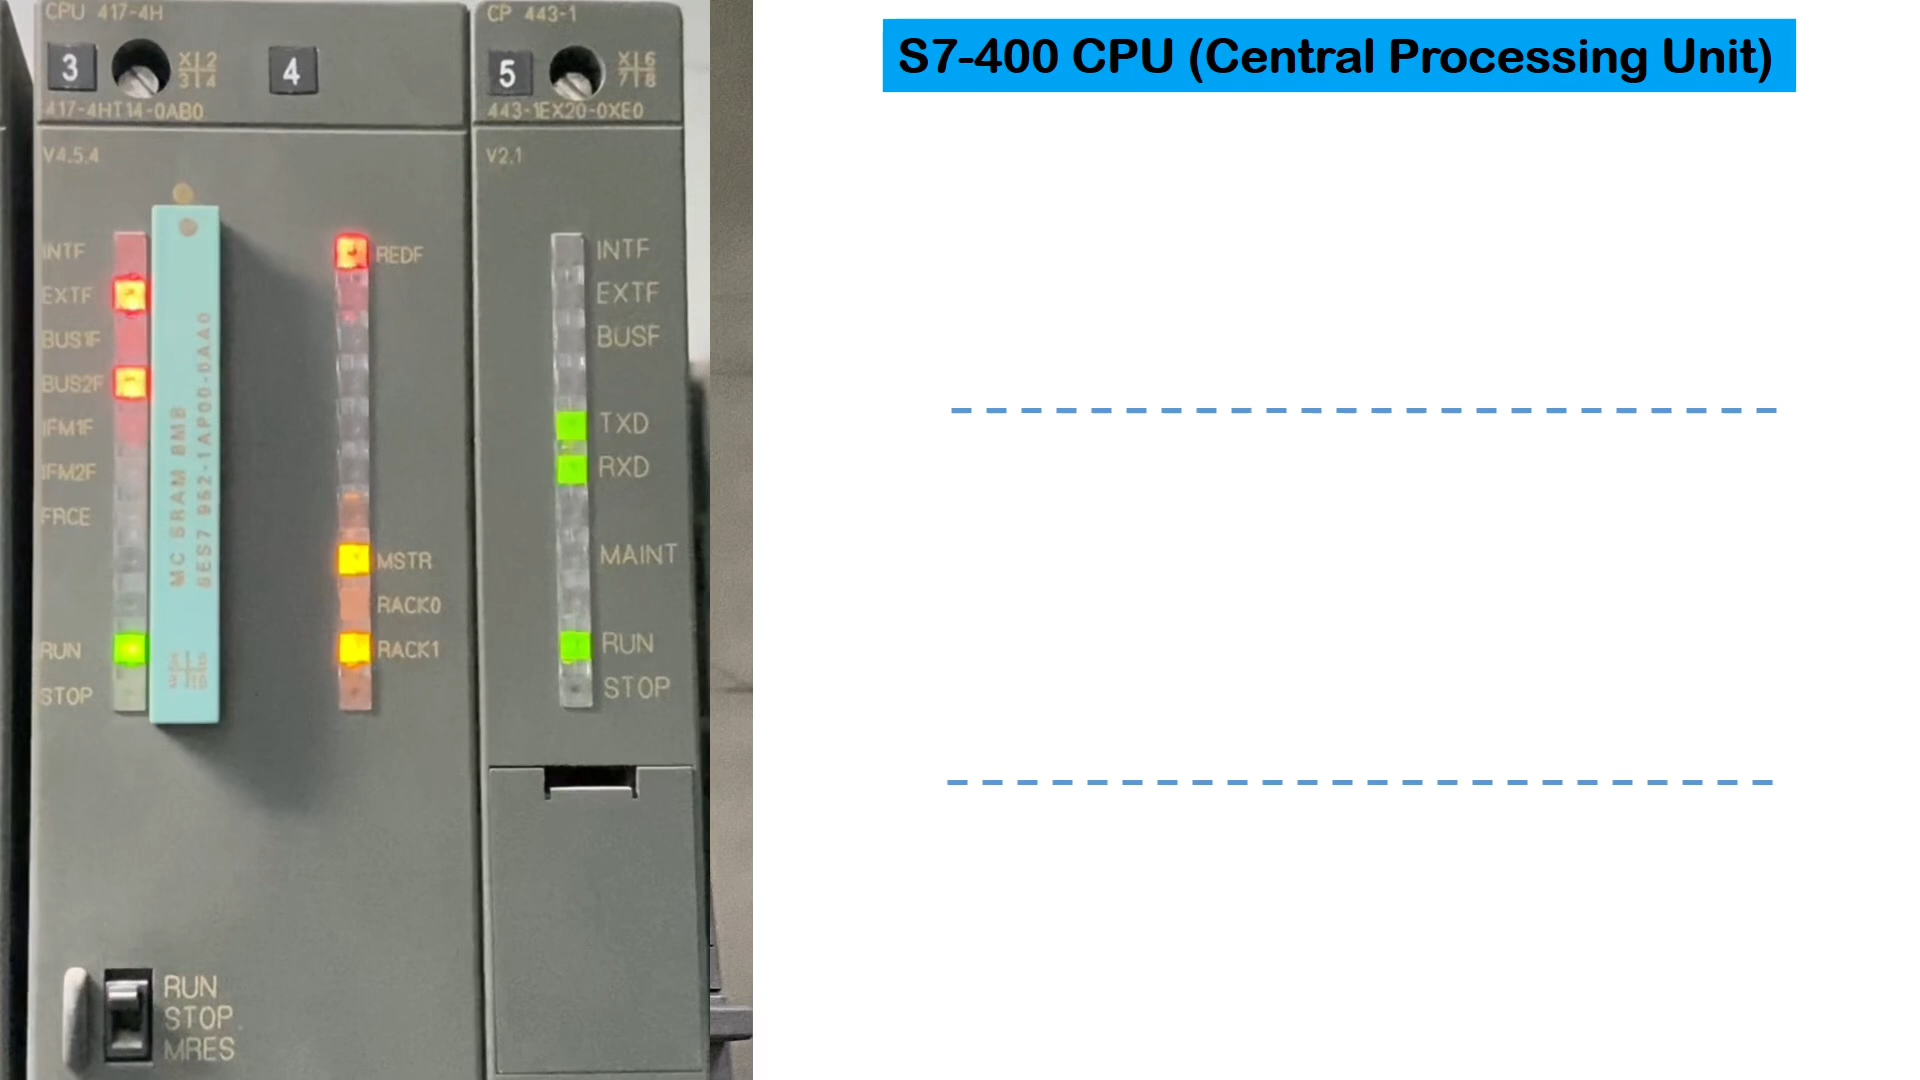 CPU 417-4H
3
X 2
3 4
4
417-4HT14-0AB0
V4.5.4
INTF
EXTF
BUS1F
BUS2F
IFM1F
IFM2F
FRCE
RUN
STOP
MC SRAM 8MB
6ES7 952-1AP00-0AA0
REDF
MSTR
RACK0
RACK1
RUN
STOP
MRES
CP 443-1
5
X 6
7 8
443-1EX20-0XE0
V2.1
INTF
EXTF
BUSF
TXD
RXD
MAINT
RUN
STOP
S7-400 CPU (Central Processing Unit)